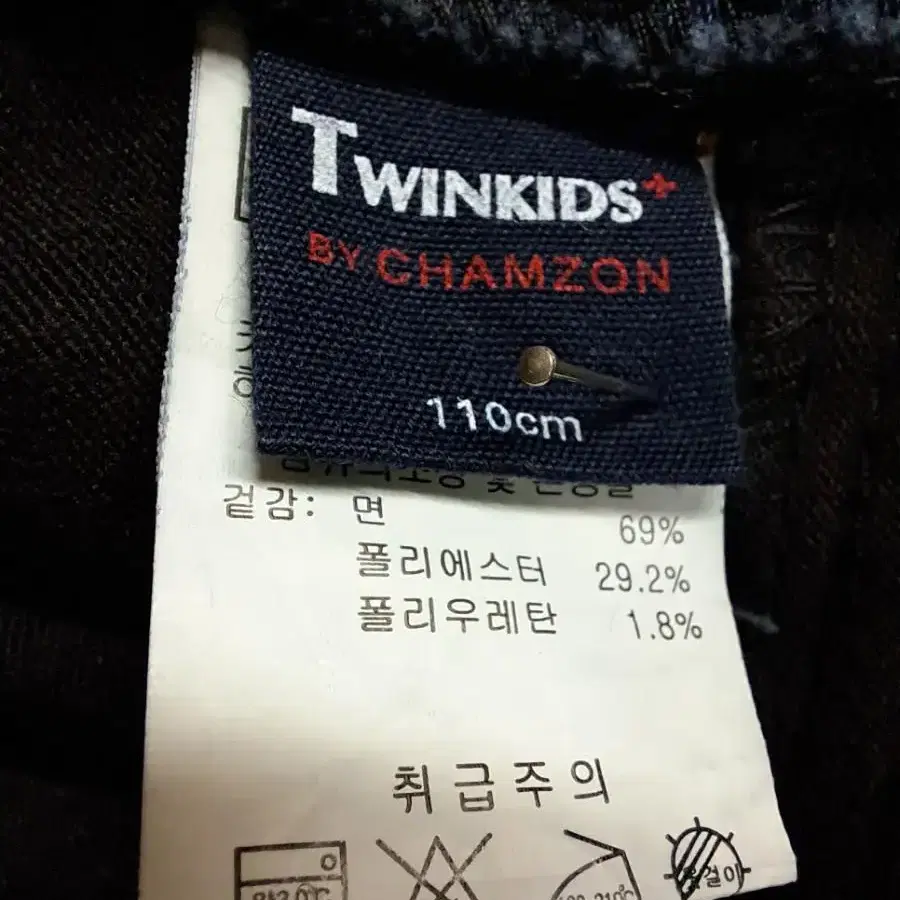 TWINKIDS+
BY CHAMZON
110cm
겉감: 면 69%
폴리에스터 29.2%
폴리우레탄 1.8%
취급주의